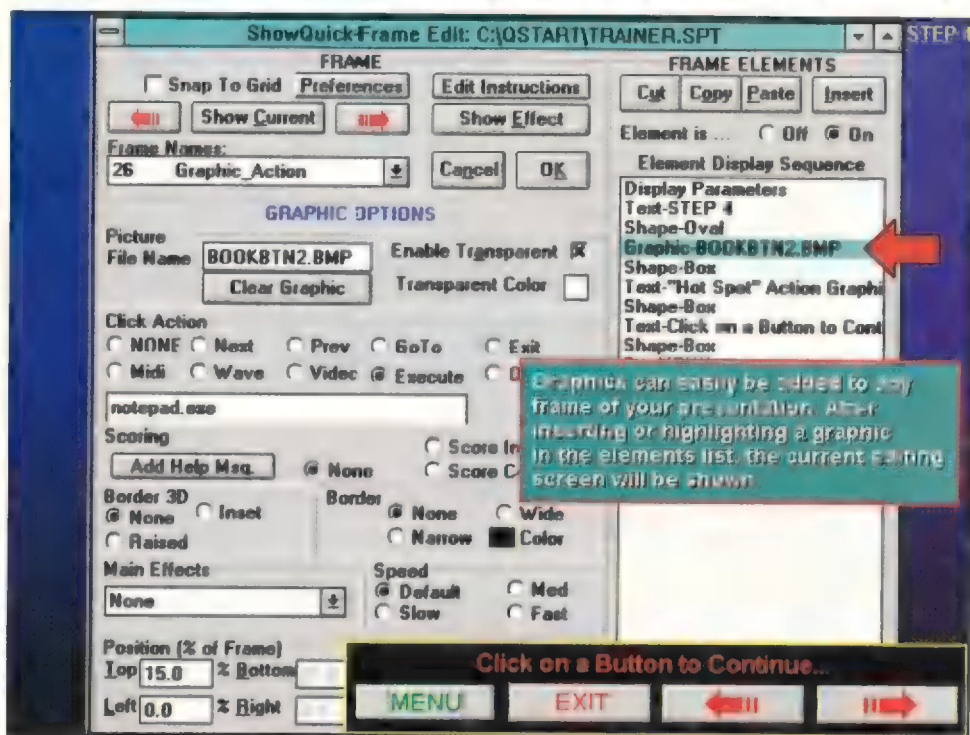 ShowQuick-Frame Edit: C:\QSTART\TRAINER.SPT
STEP
FRAME
Snap To Grid Preferences Edit Instructions
Show Current Show Effect
Frame Names:
26 Graphic_Action Cancel OK
GRAPHIC OPTIONS
Picture
File Name BOOKBTN2.BMP Enable Transparent
Clear Graphic Transparent Color
Click Action
NONE Next Prev GoTo Exit
Midi Wave Video Execute
notepad.exe
Scoring
Score
Add Help Msg. None Score
Border 3D Border
None Inset None Wide
Raised Narrow Color
Main Effects Speed
None Default Med
Slow Fast
Position (% of Frame)
Top 15.0 % Bottom
Left 0.0 % Right
FRAME ELEMENTS
Cut Copy Paste Insert
Element is ... Off On
Element Display Sequence
Display Parameters
Text-STEP 4
Shape-Oval
Graphic-BOOKBTN2.BMP
Shape-Box
Text-"Hot Spot" Action Graphi
Shape-Box
Text-Click on a Button to Cont
Shape-Box
Graphics can easily be added to any
frame of your presentation. After
inserting or highlighting a graphic
in the elements list, the current editing
screen will be shown.
Click on a Button to Continue...
MENU EXIT